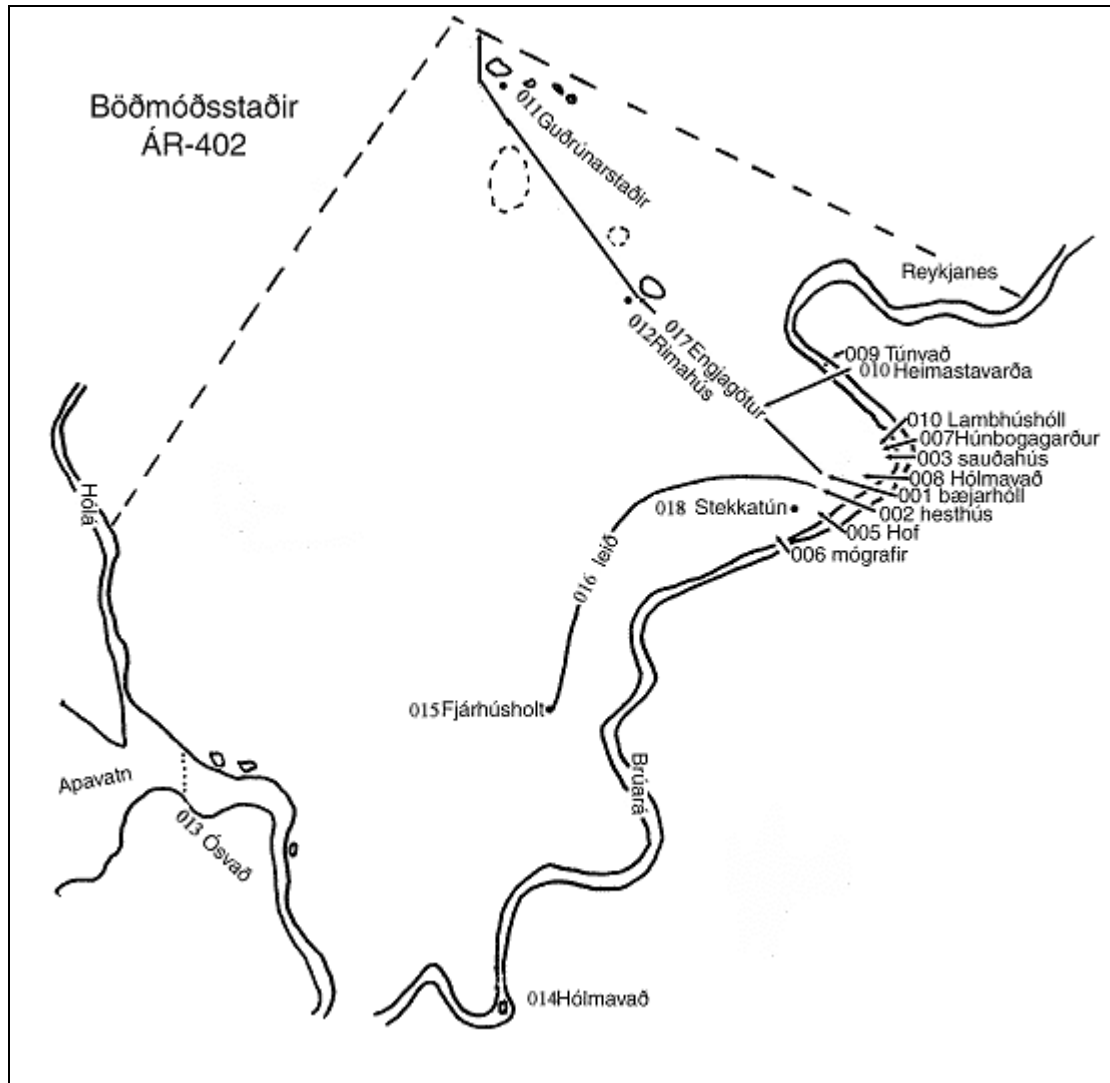 Böðmóðsstaðir
ÁR-402
011 Guðrúnarstaðir
Reykjanes
017 Engjagötur
012 Rimahús
009 Túnvað
010 Heimastavarða
010 Lambhúshóll
007 Húnbogagarður
003 sauðahús
008 Hólmavað
001 bæjarhóll
002 hesthús
018 Stekkatún
005 Hof
006 mógrafir
Hólá
016 leið
015 Fjárhúsholt
Brúará
Apavatn
013 Ósvað
014 Hólmavað